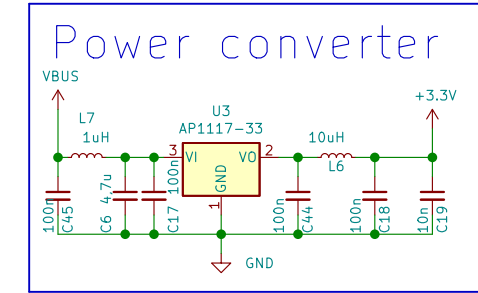 Power converter
VBUS
+3.3V
L7
1uH
U3
AP1117-33
10uH
L6
3
VI
VO
2
GND
1
100n
C45
C6
4.7u
C17
100n
100n
C44
100n
C18
10n
C19
GND